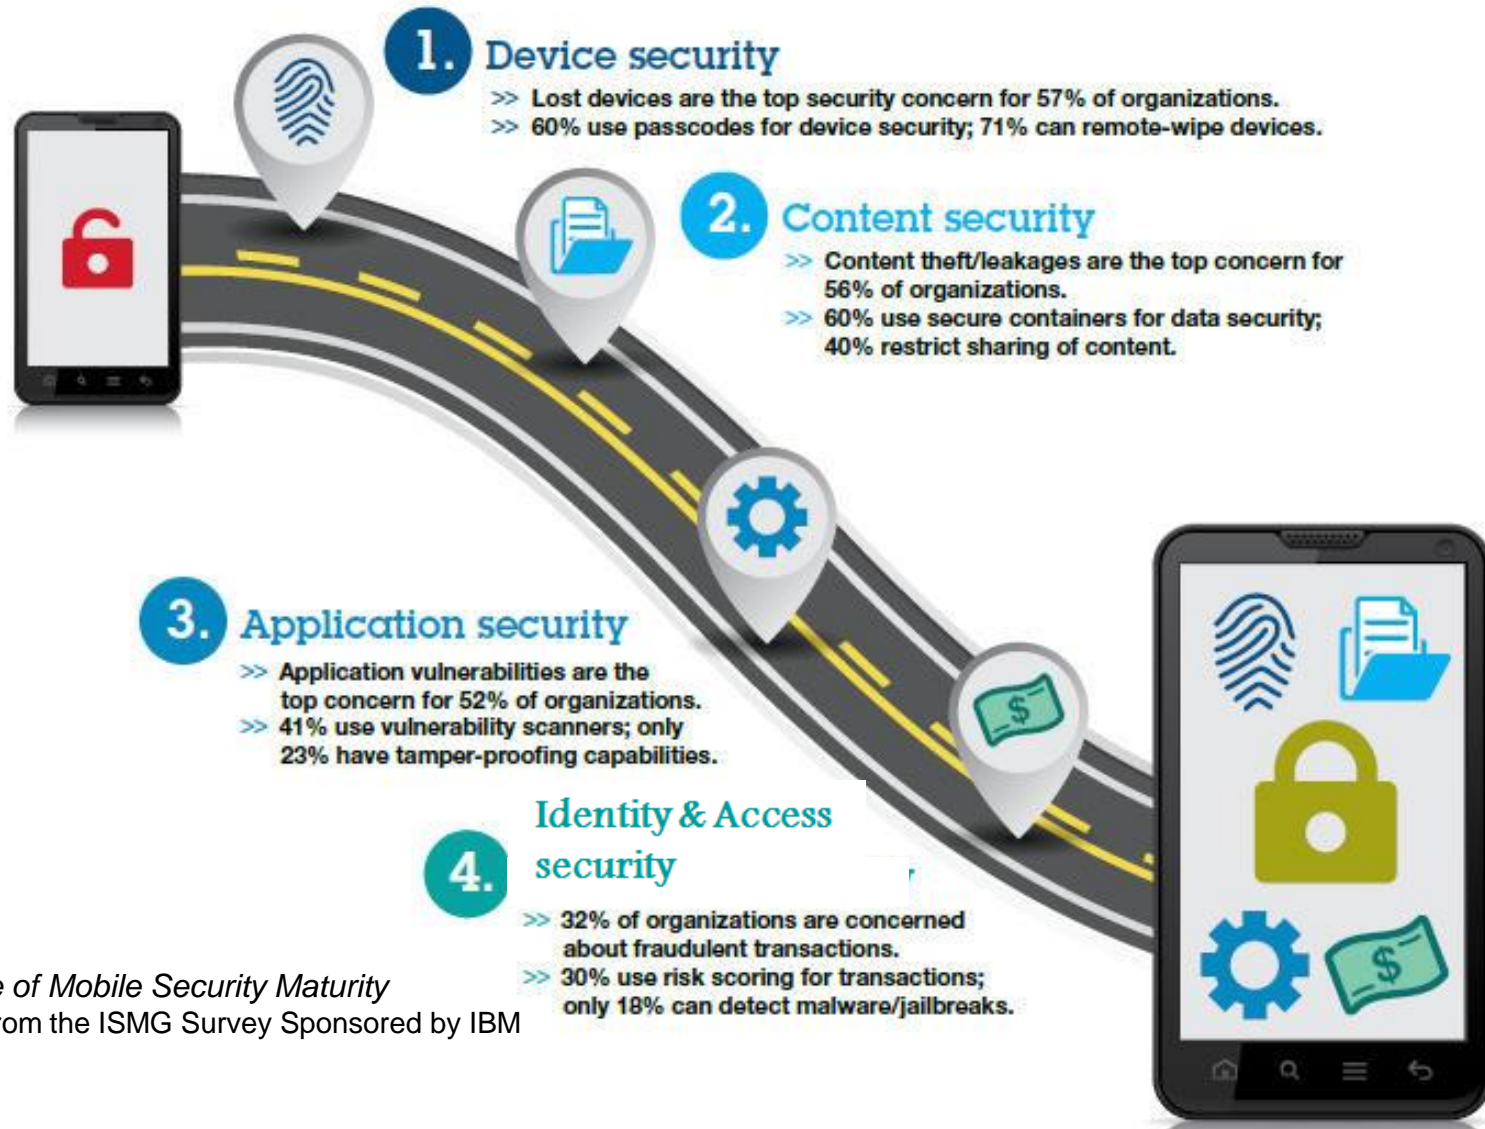 1. Device security
>> Lost devices are the top security concern for 57% of organizations.
>> 60% use passcodes for device security; 71% can remote-wipe devices.
2. Content security
>> Content theft/leakages are the top concern for
56% of organizations.
>> 60% use secure containers for data security;
40% restrict sharing of content.
3. Application security
>> Application vulnerabilities are the
top concern for 52% of organizations.
>> 41% use vulnerability scanners; only
23% have tamper-proofing capabilities.
4. Identity & Access
security
>> 32% of organizations are concerned
about fraudulent transactions.
>> 30% use risk scoring for transactions;
only 18% can detect malware/jailbreaks.
of Mobile Security Maturity
the ISMG Survey Sponsored by IBM
$
$